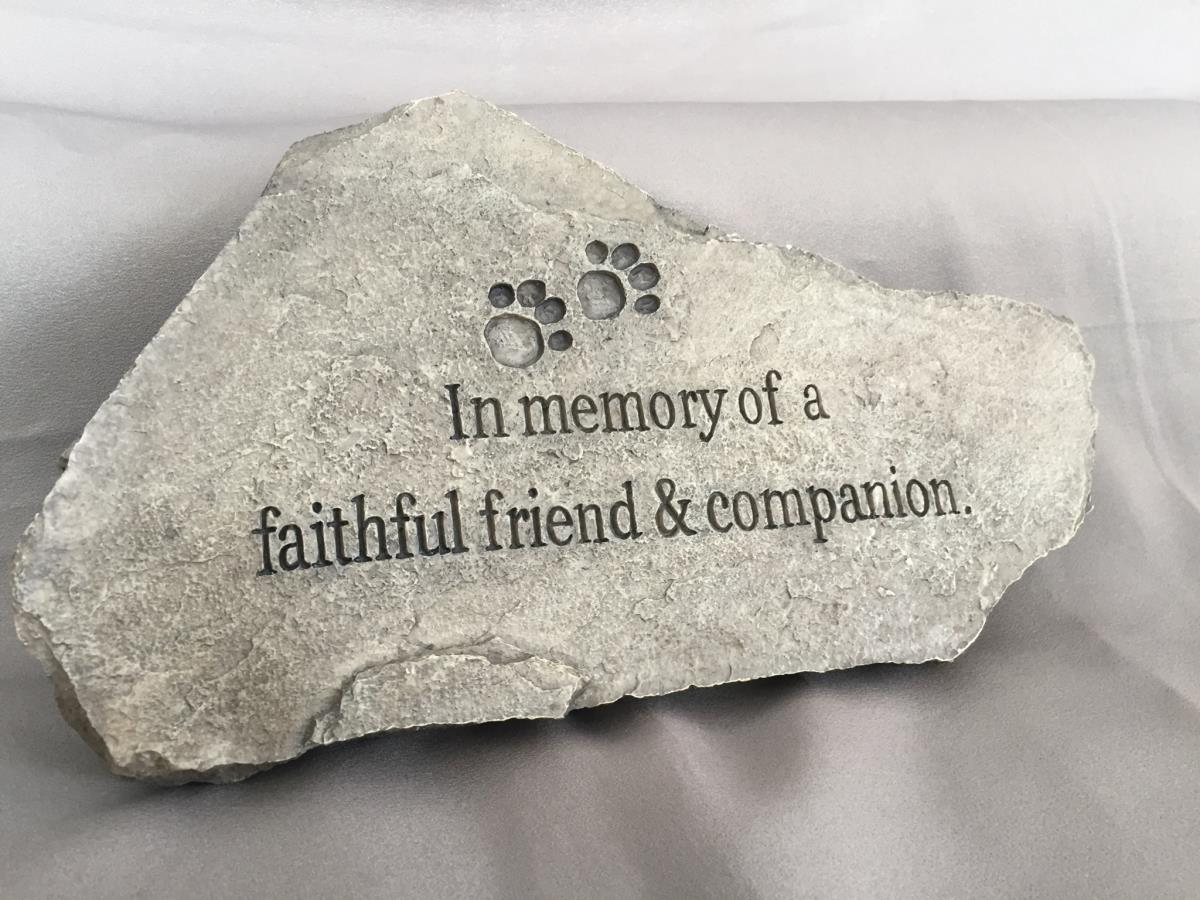 In memory of a
faithful friend & companion.